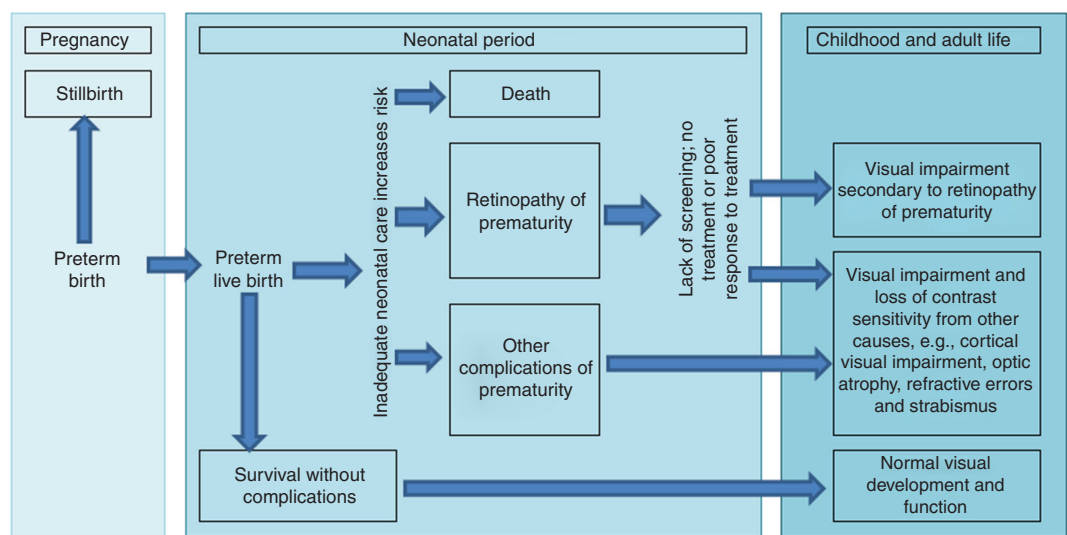 Pregnancy
Stillbirth
Preterm
birth
Neonatal period
Preterm
live birth
Inadequate neonatal care increases risk
Death
Retinopathy of
prematurity
Other
complications of
prematurity
Survival without
complications
Lack of screening; no
treatment or poor
response to treatment
Childhood and adult life
Visual impairment
secondary to retinopathy
of prematurity
Visual impairment and
loss of contrast
sensitivity from other
causes, e.g., cortical
visual impairment, optic
atrophy, refractive errors
and strabismus
Normal visual
development and
function